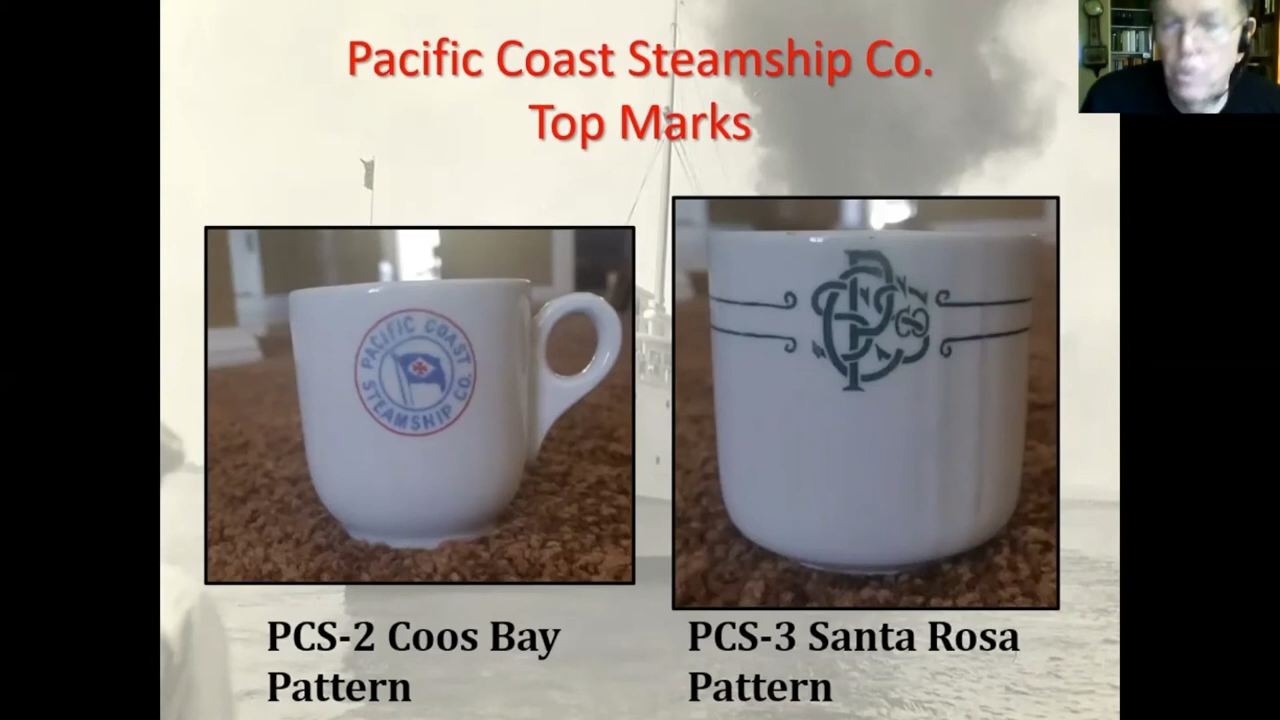 Pacific Coast Steamship Co.
Top Marks
PACIFIC COAST
STEAMSHIP CO.
PCS-2 Coos Bay
Pattern
PCS-3 Santa Rosa
Pattern